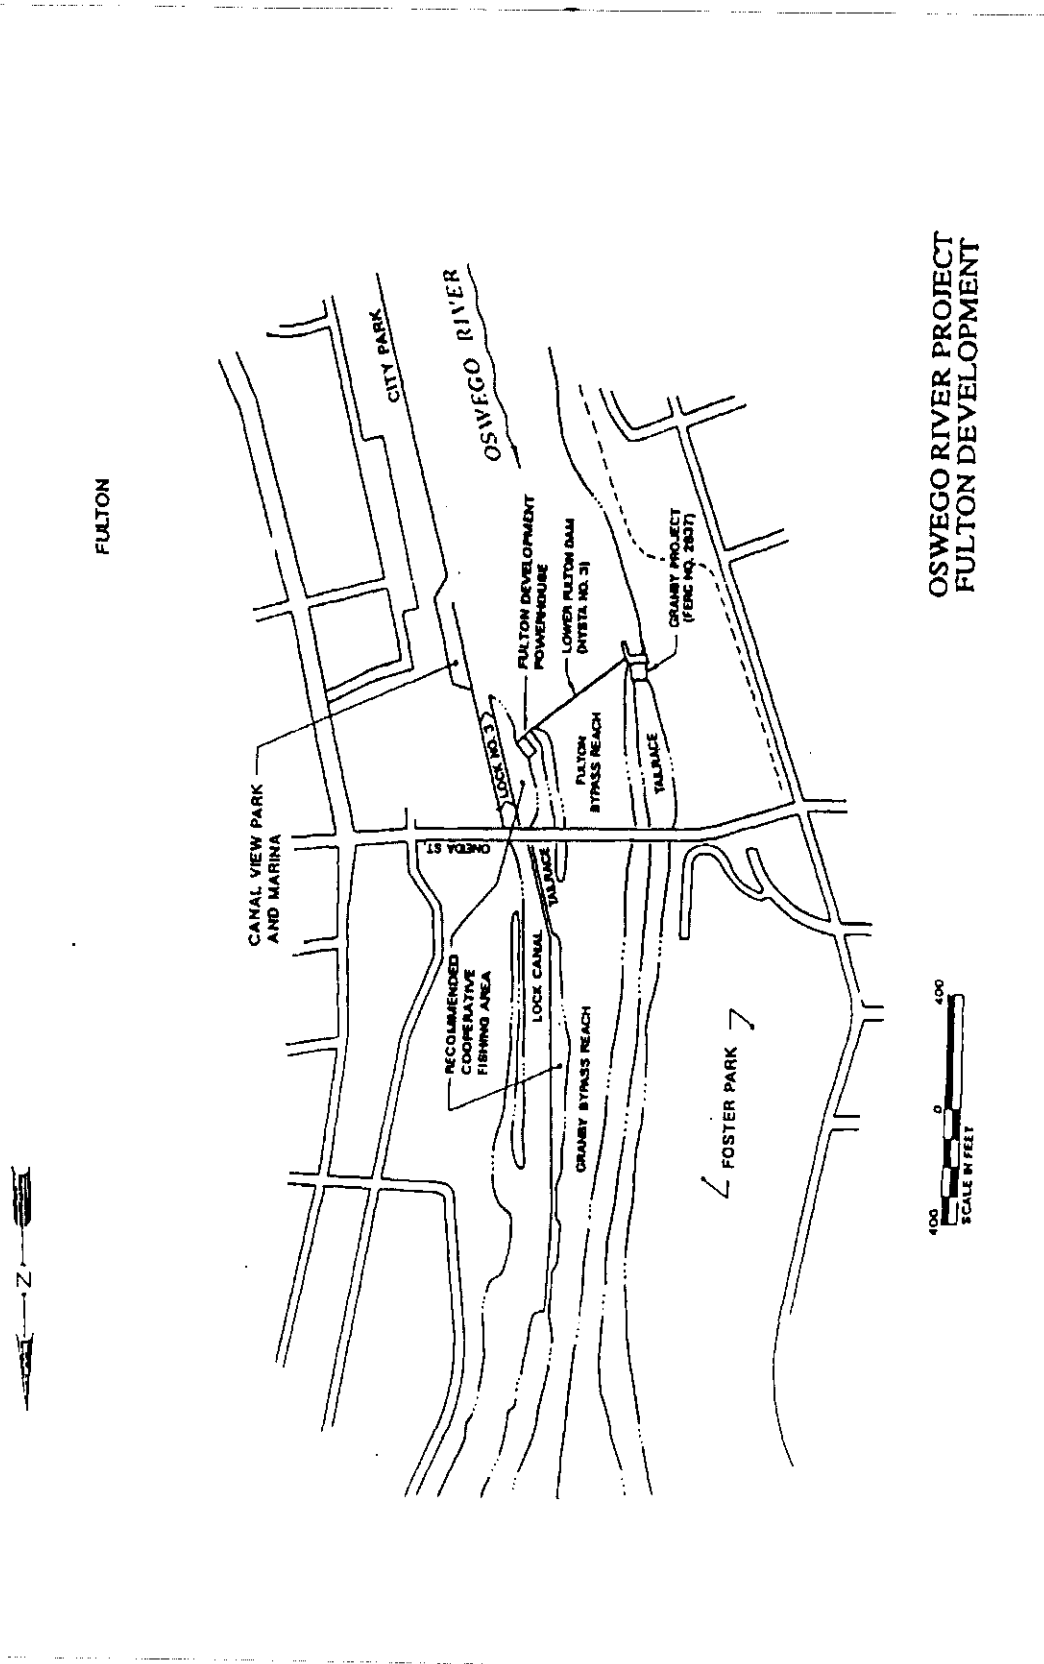 FULTON
CITY PARK
OSWEGO RIVER
CANAL VIEW PARK
AND MARINA
FULTON DEVELOPMENT
POWERHOUSE
LOWER FULTON DAM
(NYSTA NO. 3)
GRANBY PROJECT
(FERC NO. 2837)
LOCK NO. 3
FULTON
BYPASS REACH
TAILRACE
ONEDA ST.
TAILRACE
RECOMMENDED
COOPERATIVE
FISHING AREA
LOCK CANAL
GRANBY BYPASS REACH
FOSTER PARK
N
400 0 400
SCALE IN FEET
OSWEGO RIVER PROJECT
FULTON DEVELOPMENT